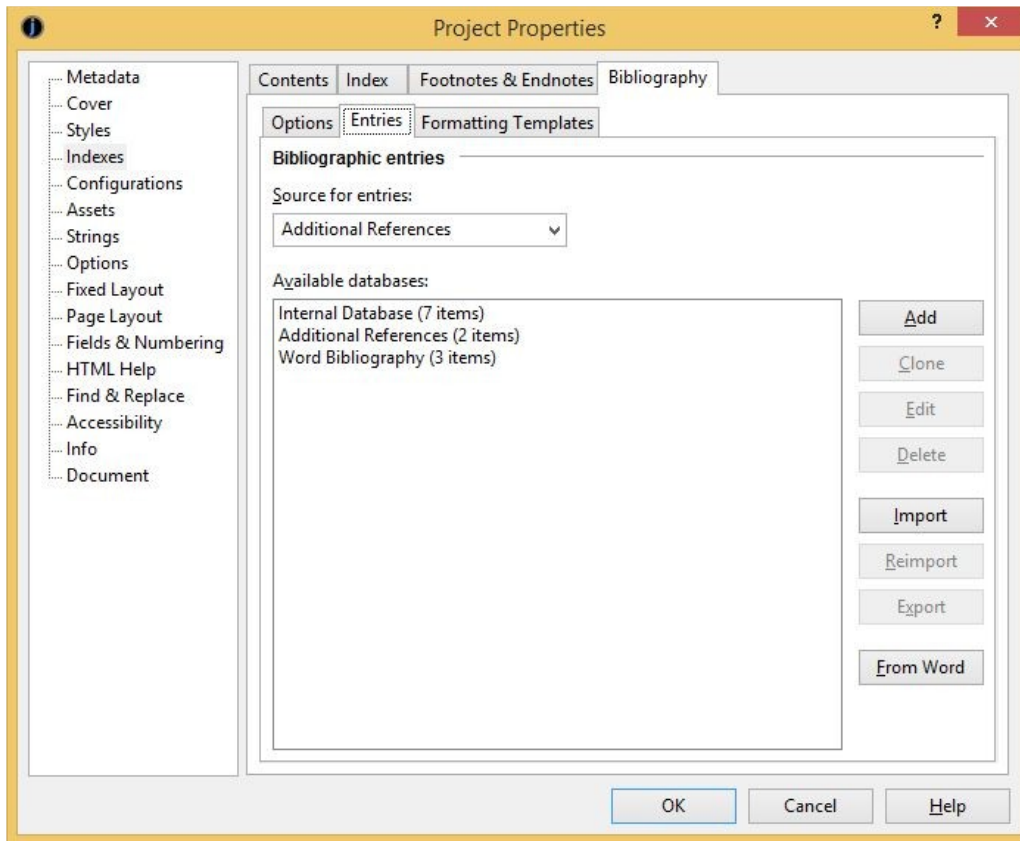 Project Properties
?
×
Metadata
Cover
Styles
Indexes
Configurations
Assets
Strings
Options
Fixed Layout
Page Layout
Fields & Numbering
HTML Help
Find & Replace
Accessibility
Info
Document
Contents Index Footnotes & Endnotes Bibliography
Options Entries Formatting Templates
Bibliographic entries
Source for entries:
Additional References
Available databases:
Internal Database (7 items)
Additional References (2 items)
Word Bibliography (3 items)
Add
Clone
Edit
Delete
Import
Reimport
Export
From Word
OK Cancel Help